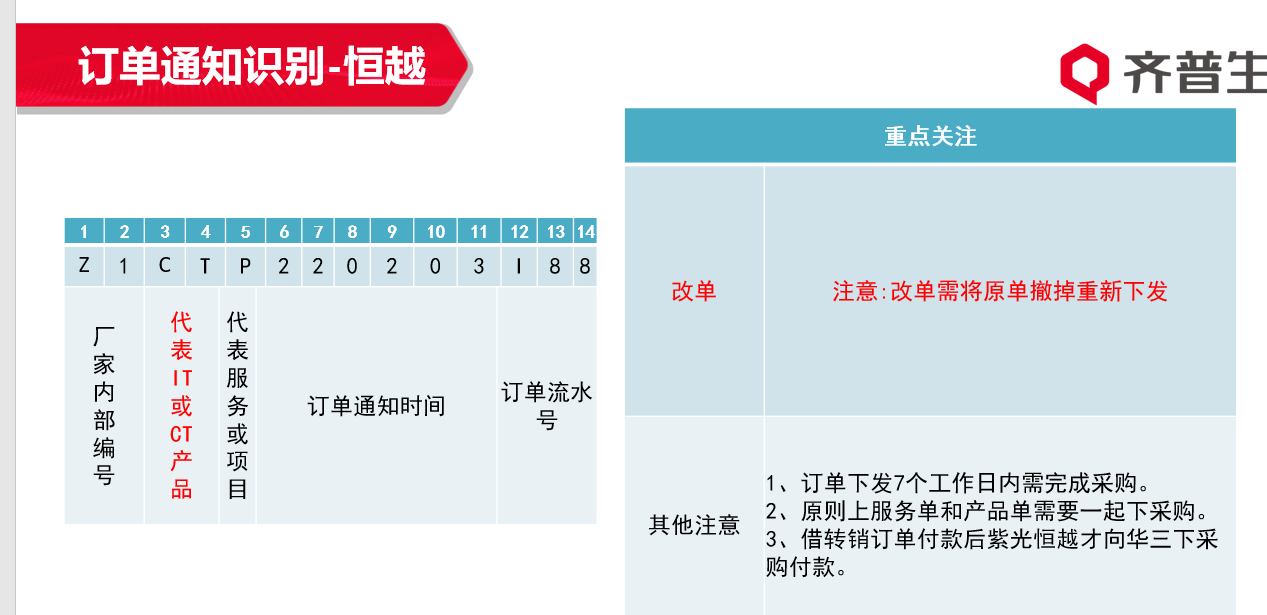 订单通知识别-恒越
齐普生
重点关注
改单
注意:改单需将原单撤掉重新下发
其他注意
1、订单下发7个工作日内需完成采购。
2、原则上服务单和产品单需要一起下采购。
3、借转销订单付款后紫光恒越才向华三下采
购付款。
1 2 3 4 5 6 7 8 9 10 11 12 13 14
Z 1 C T P 2 2 0 2 0 3 I 8 8
厂家内部编号
代表IT或CT产品
代表服务或项目
订单通知时间
订单流水
号